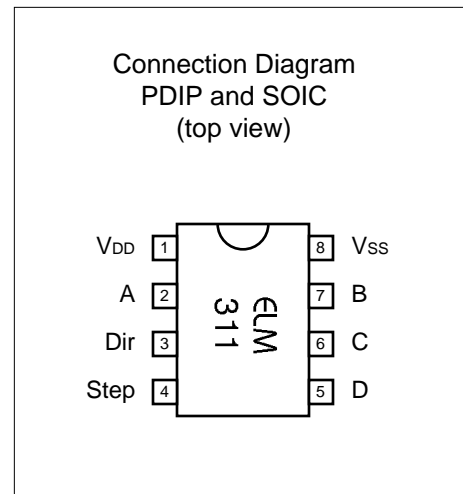 Connection Diagram
PDIP and SOIC
(top view)
VDD 1 8 VSS
A 2 7 B
Dir 3 6 C
Step 4 5 D
ELM
311